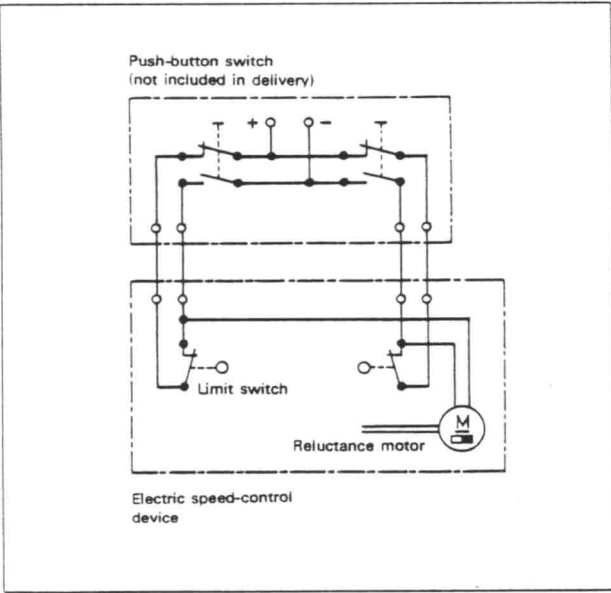 Push-button switch
(not included in delivery)
+ −
Limit switch
M
Reluctance motor
Electric speed-control
device